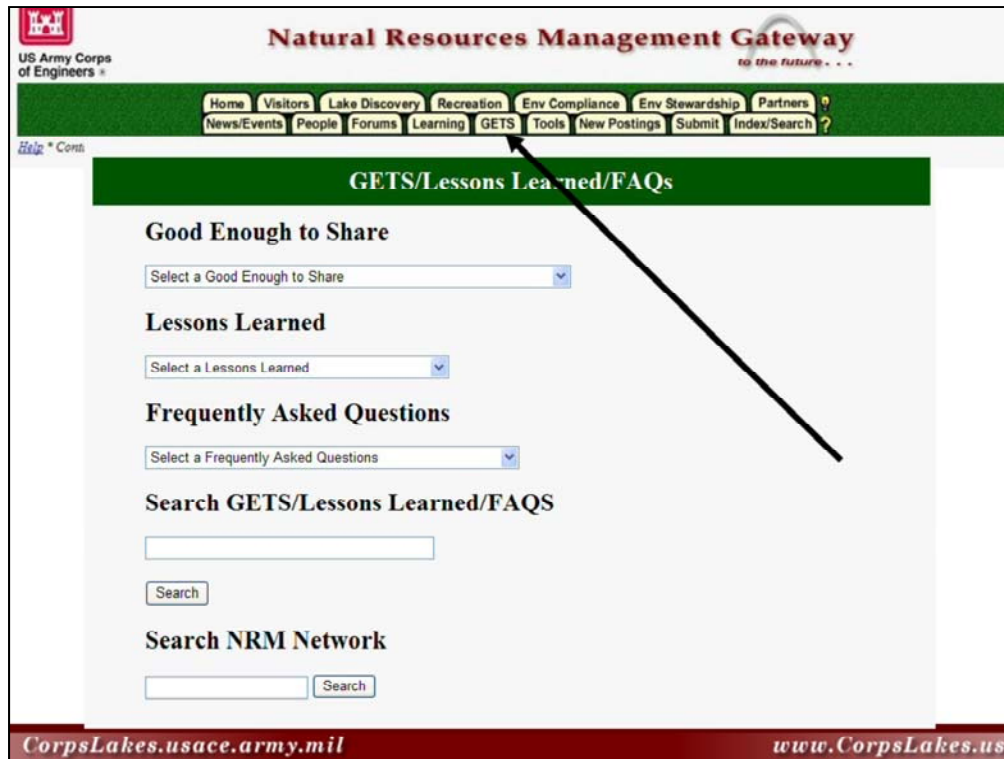 US Army Corps
of Engineers ®
Natural Resources Management Gateway
to the future . . .
Home Visitors Lake Discovery Recreation Env Compliance Env Stewardship Partners ?
News/Events People Forums Learning GETS Tools New Postings Submit Index/Search ?
Help * Cont
GETS/Lessons Learned/FAQs
Good Enough to Share
Select a Good Enough to Share
Lessons Learned
Select a Lessons Learned
Frequently Asked Questions
Select a Frequently Asked Questions
Search GETS/Lessons Learned/FAQS
Search
Search NRM Network
Search
CorpsLakes.usace.army.mil www.CorpsLakes.us